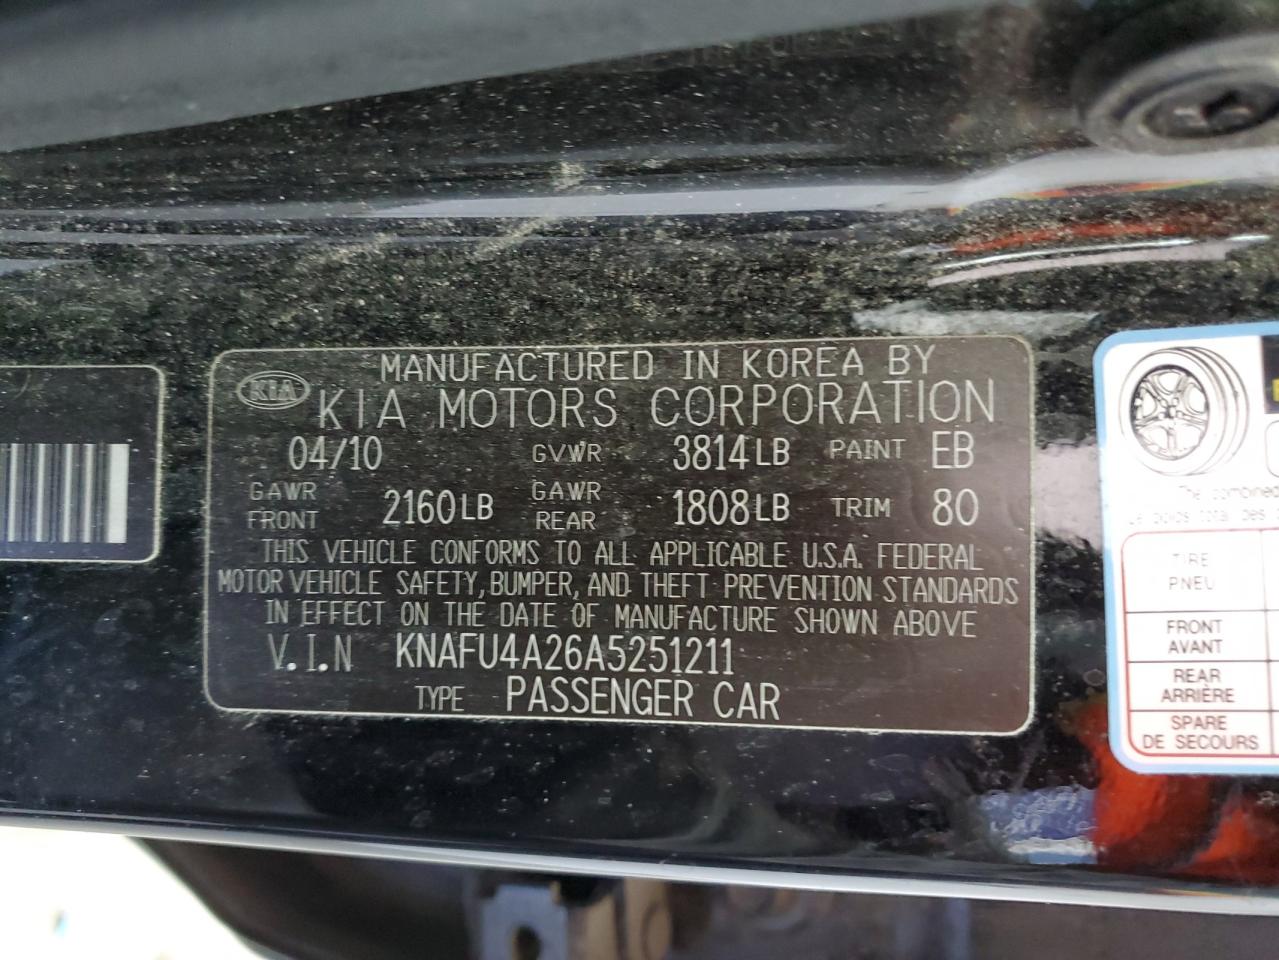 MANUFACTURED IN KOREA BY
KIA KIA MOTORS CORPORATION
04/10 GVWR 3814LB PAINT EB
GAWR FRONT 2160LB GAWR REAR 1808LB TRIM 80
THIS VEHICLE CONFORMS TO ALL APPLICABLE U.S.A. FEDERAL
MOTOR VEHICLE SAFETY, BUMPER, AND THEFT PREVENTION STANDARDS
IN EFFECT ON THE DATE OF MANUFACTURE SHOWN ABOVE
V.I.N KNAFU4A26A5251211
TYPE PASSENGER CAR
The combined
TIRE
PNEU
FRONT
AVANT
REAR
ARRIÈRE
SPARE
DE SECOURS